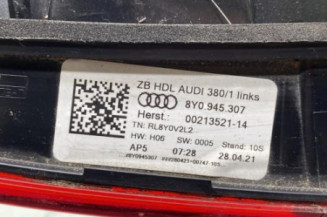 ZB HDL AUDI 380/1 links
8Y0.945.307
Herst.: 00213521-14
TN: RL8Y0V2L2
HW: H06 SW: 0005 Stand: 10S
AP5 07:28 28.04.21